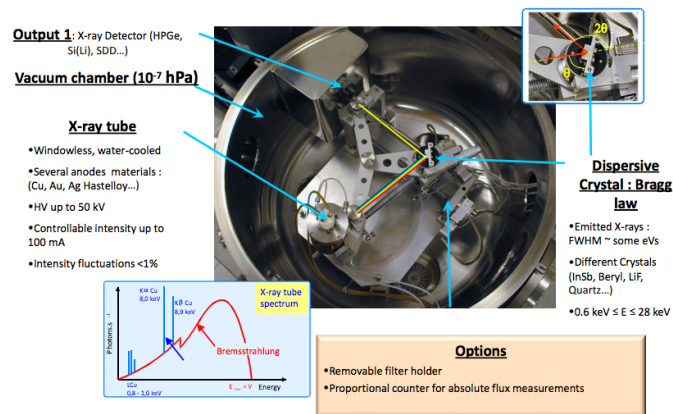 Output 1: X-ray Detector (HPGe,
Si(Li), SDD...)
Vacuum chamber (10⁻⁷ hPa)
X-ray tube
•Windowless, water-cooled
•Several anodes materials :
(Cu, Au, Ag Hastelloy...)
•HV up to 50 kV
•Controllable intensity up to
100 mA
•Intensity fluctuations <1%
2θ
θ
Dispersive
Crystal : Bragg
law
•Emitted X-rays :
FWHM ~ some eVs
•Different Crystals
(InSb, Beryl, LiF,
Quartz...)
•0.6 keV ≤ E ≤ 28 keV
X-ray tube
spectrum
Kα Cu
8,0 keV
Kβ Cu
8,9 keV
Photons.s⁻¹
Bremsstrahlung
LCu
0,8 - 1,0 keV
E max = V
Energy
Options
•Removable filter holder
•Proportional counter for absolute flux measurements